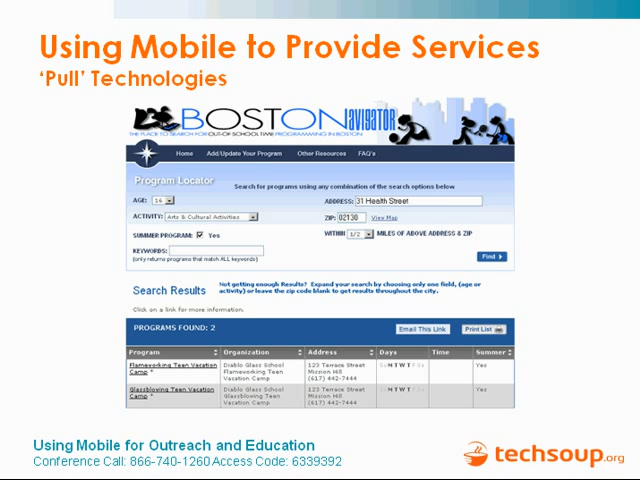 Using Mobile to Provide Services
‘Pull’ Technologies
BOSTONNAVIGATOR
THE PLACE TO SEARCH FOR OUT-OF SCHOOL TIME PROGRAMMING IN BOSTON
Home Add/Update Your Program Other Resources FAQ's
Program Locator
Search for programs using any combination of the search options below
AGE: 16 ADDRESS: 31 Health Street
ACTIVITY: Arts & Cultural Activities ZIP: 02130 View Map
SUMMER PROGRAM: Yes WITHIN 1/2 MILES OF ABOVE ADDRESS & ZIP
KEYWORDS:
(only returns programs that match ALL keywords) Find
Search Results
Not getting enough Results? Expand your search by choosing only one field, (age or
activity) or leave the zip code blank to get results throughout the city.
Click on a link for more information.
PROGRAMS FOUND: 2 Email This Link Print List
Program Organization Address Days Time Summer
Flameworking Teen Vacation Camp * Diablo Glass School Flameworking Teen Vacation Camp 123 Terrace Street Mission Hill (617) 442-7444 Su M T W T F Sa Yes
Glassblowing Teen Vacation Camp * Diablo Glass School Glassblowing Teen Vacation Camp 123 Terrace Street Mission Hill (617) 442-7444 Su M T W T F Sa Yes
Using Mobile for Outreach and Education
Conference Call: 866-740-1260 Access Code: 6339392
techsoup.org